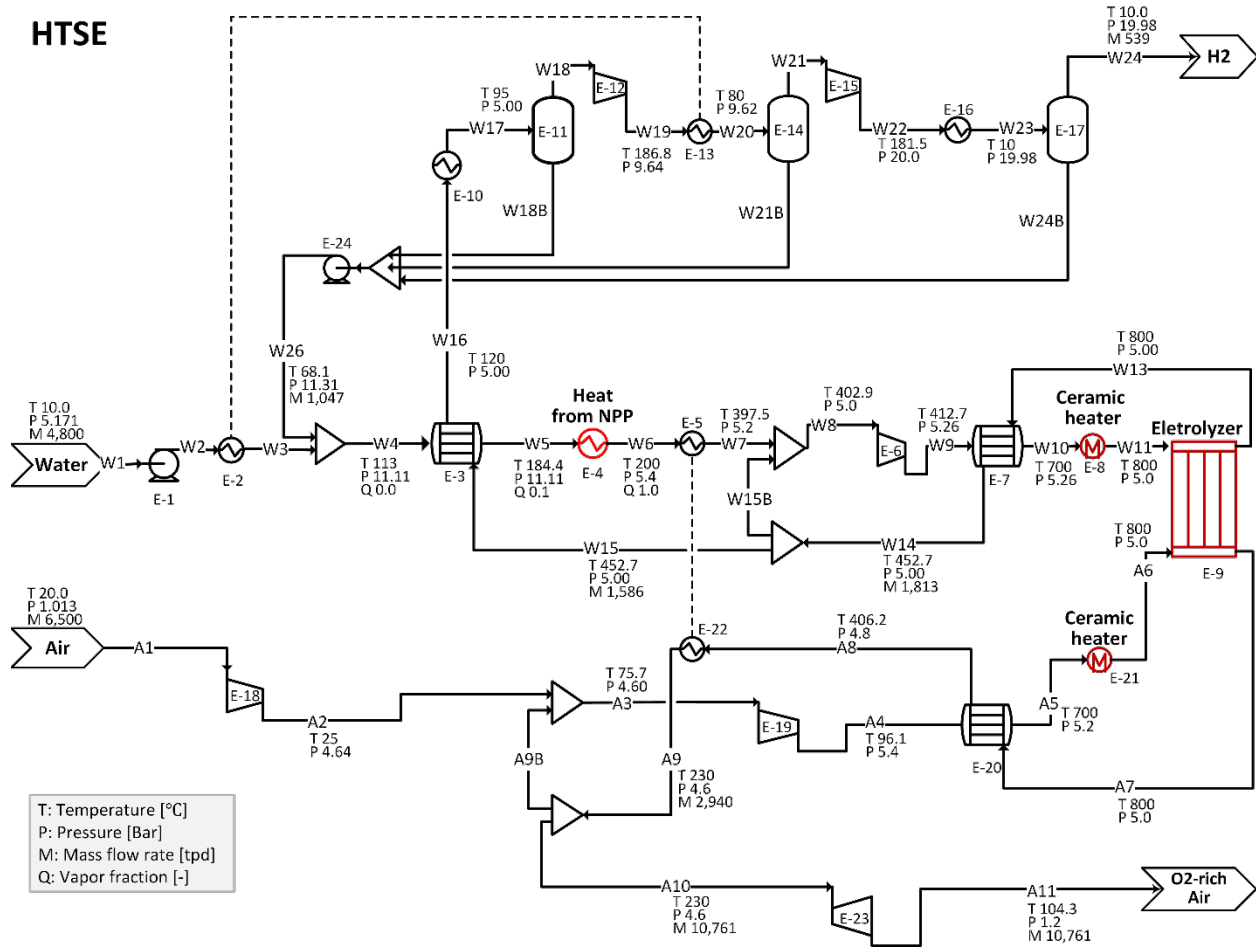 HTSE
T 10.0
P 19.98
M 539
W24
H2
W18
E-12
T 95
P 5.00
W17
E-11
W19
T 186.8
P 9.64
E-13
W20
T 80
P 9.62
E-14
W21
E-15
W22
T 181.5
P 20.0
E-16
W23
T 10
P 19.98
E-17
E-10
W18B
W21B
W24B
E-24
W26
T 68.1
P 11.31
M 1,047
W16
T 120
P 5.00
T 10.0
P 5.171
M 4,800
Water
W1
E-1
W2
E-2
W3
W4
T 113
P 11.11
Q 0.0
E-3
W5
T 184.4
P 11.11
Q 0.1
Heat
from NPP
E-4
W6
T 200
P 5.4
Q 1.0
E-5
T 397.5
P 5.2
W7
T 402.9
P 5.0
W8
E-6
T 412.7
P 5.26
W9
E-7
W10
T 700
P 5.26
Ceramic
heater
E-8
W11
T 800
P 5.0
T 800
P 5.00
W13
Eletrolyzer
E-9
W15B
W14
T 452.7
P 5.00
M 1,813
W15
T 452.7
P 5.00
M 1,586
T 800
P 5.0
A6
Ceramic
heater
E-21
A5
T 700
P 5.2
T 20.0
P 1.013
M 6,500
Air
A1
E-18
A2
T 25
P 4.64
T 75.7
P 4.60
A3
E-19
A4
T 96.1
P 5.4
E-20
E-22
T 406.2
P 4.8
A8
A7
T 800
P 5.0
A9B
A9
T 230
P 4.6
M 2,940
A10
T 230
P 4.6
M 10,761
E-23
A11
T 104.3
P 1.2
M 10,761
O2-rich
Air
T: Temperature [°C]
P: Pressure [Bar]
M: Mass flow rate [tpd]
Q: Vapor fraction [-]